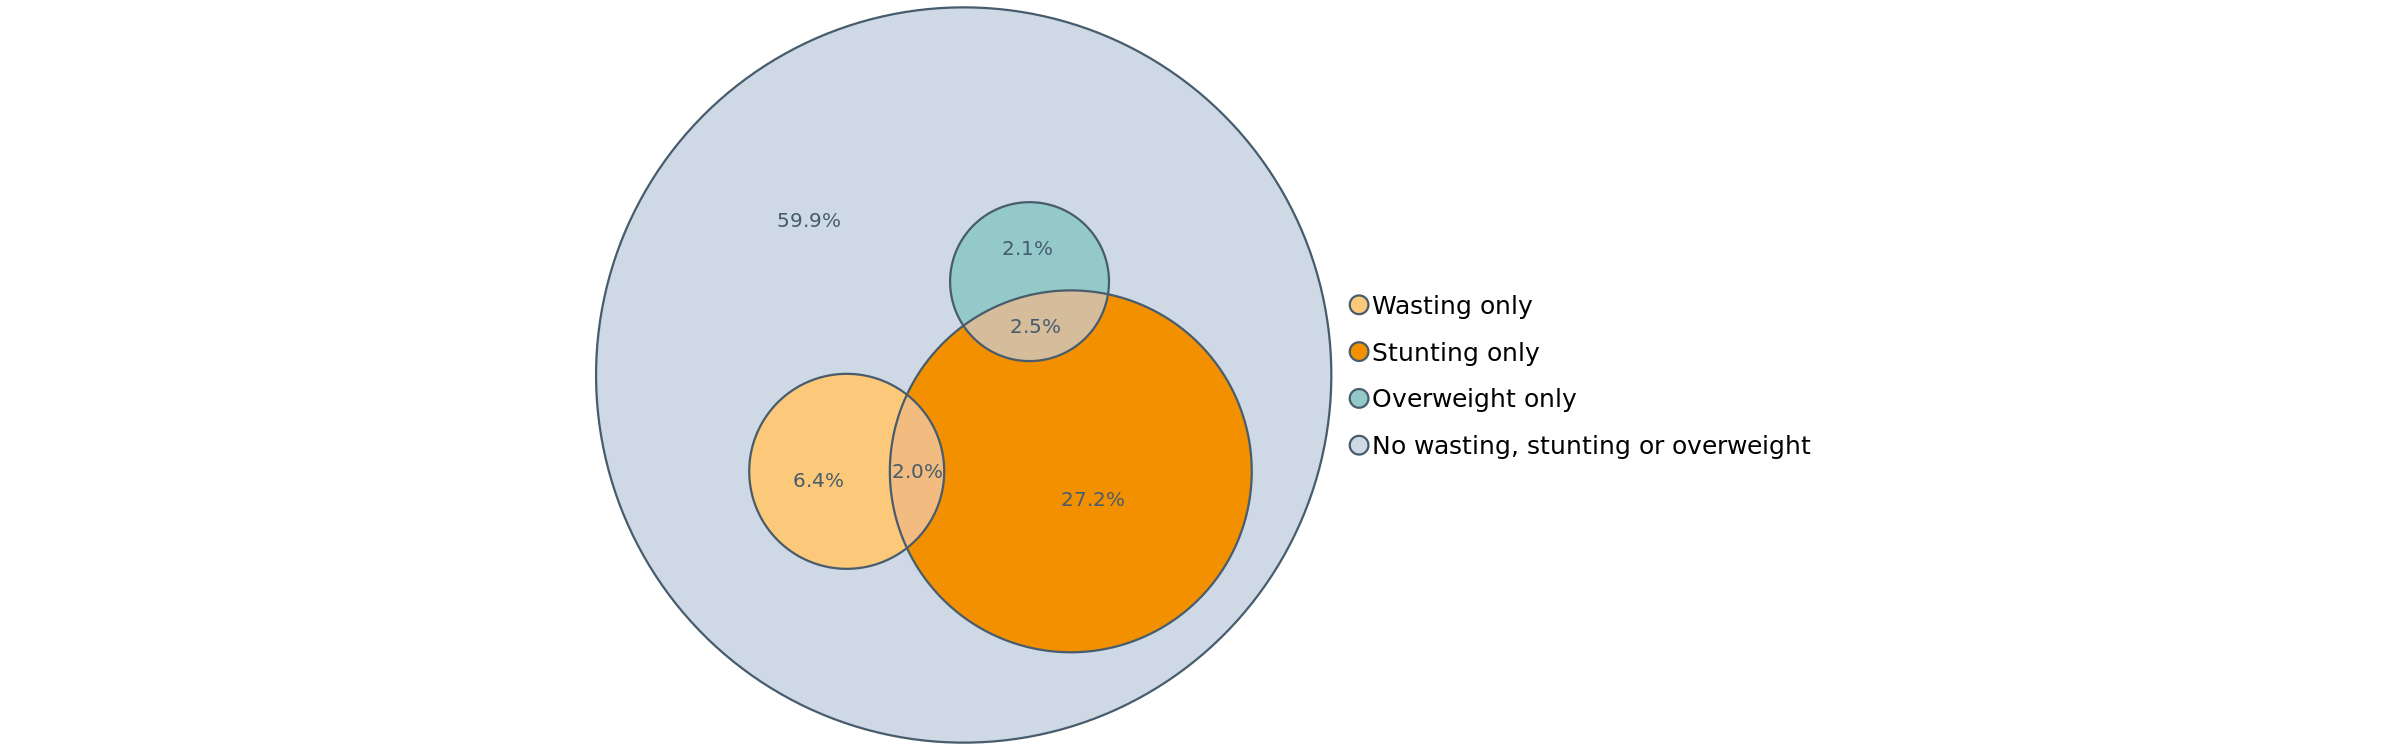 59.9%
2.1%
2.5%
6.4%
2.0%
27.2%
Wasting only
Stunting only
Overweight only
No wasting, stunting or overweight